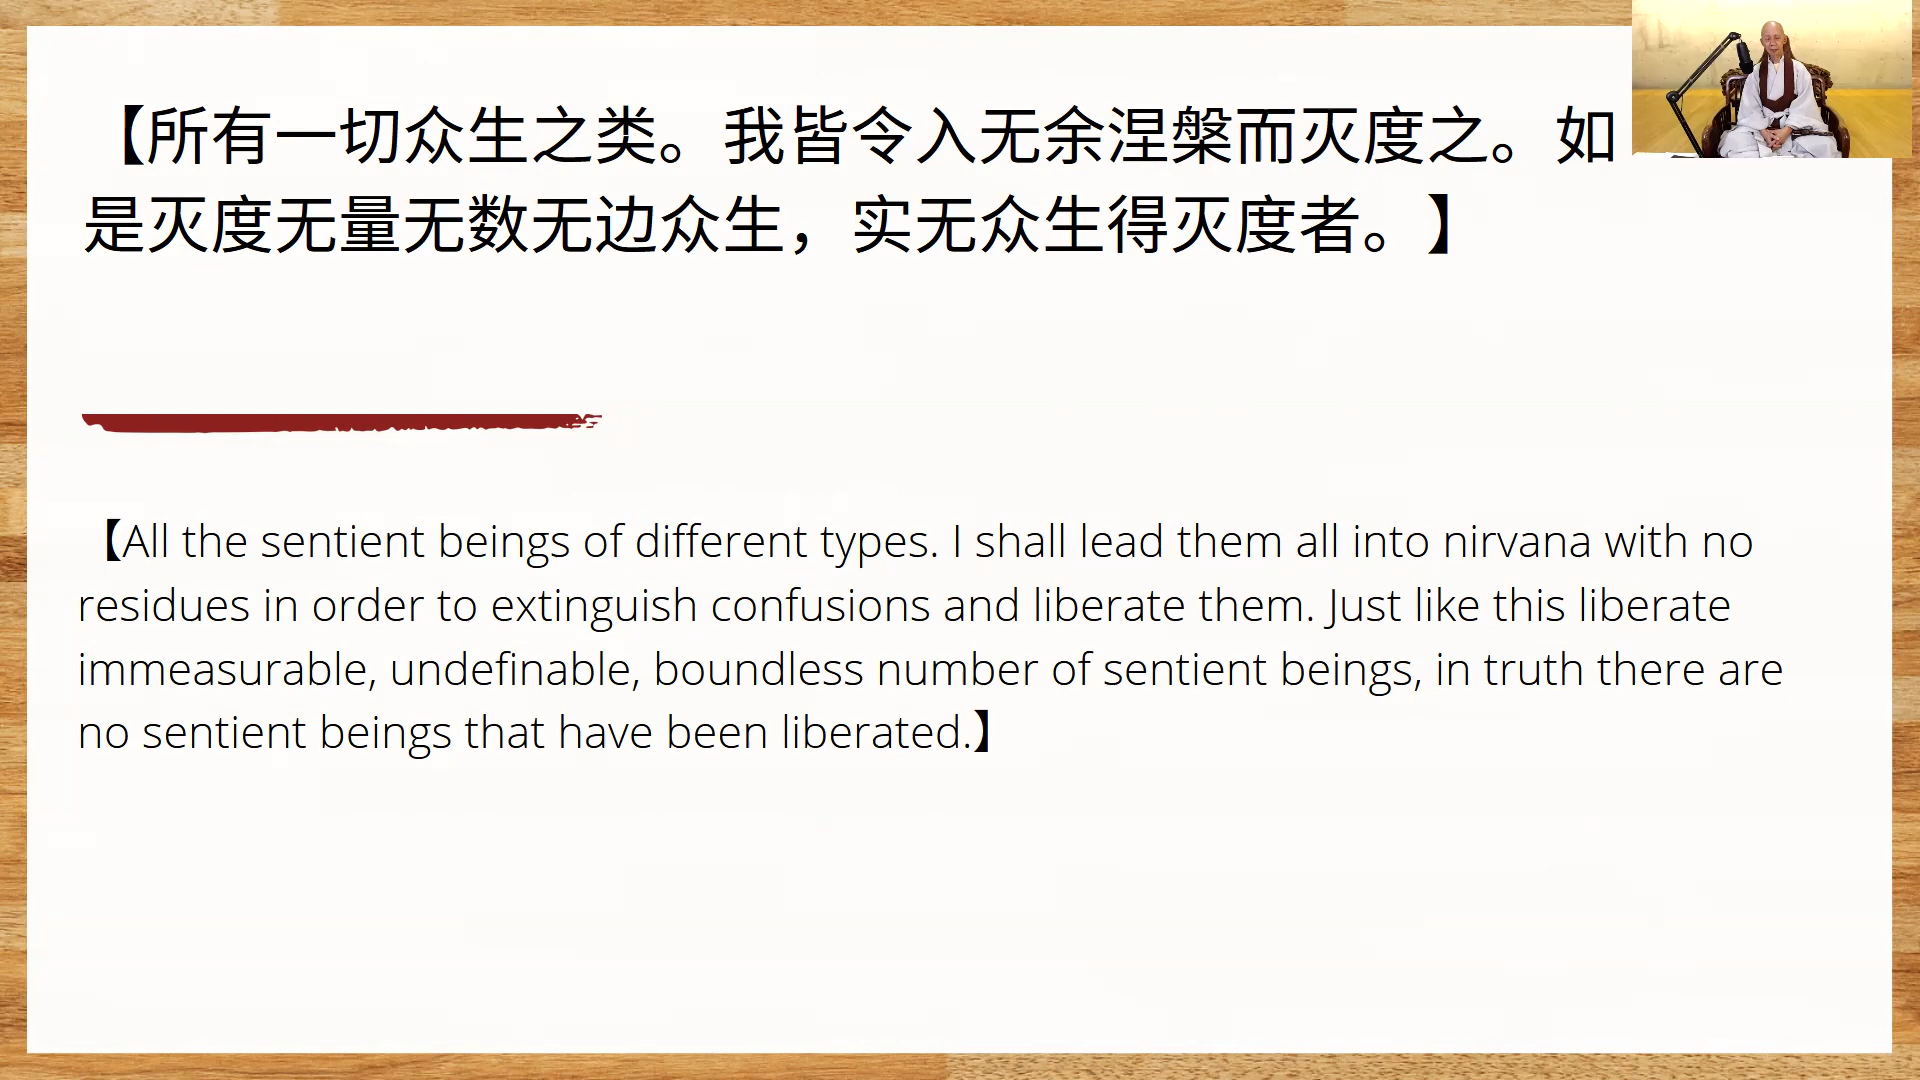 【所有一切众生之类。我皆令入无余涅槃而灭度之。如
是灭度无量无数无边众生，实无众生得灭度者。】
【All the sentient beings of different types. I shall lead them all into nirvana with no
residues in order to extinguish confusions and liberate them. Just like this liberate
immeasurable, undefinable, boundless number of sentient beings, in truth there are
no sentient beings that have been liberated.】